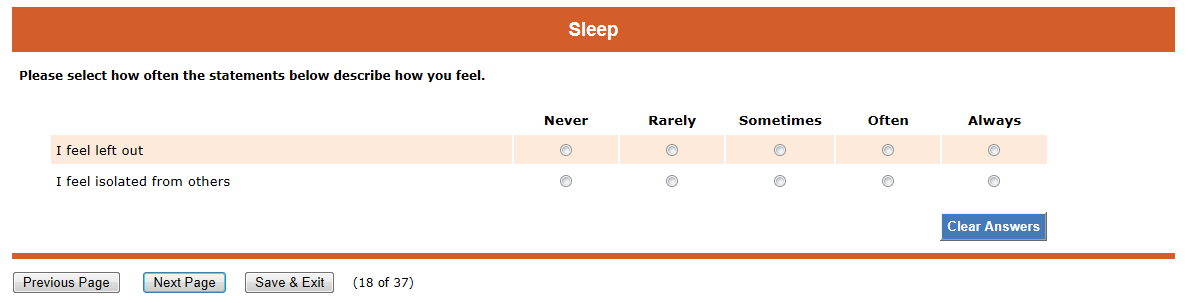 Sleep
Please select how often the statements below describe how you feel.
Never Rarely Sometimes Often Always
I feel left out
I feel isolated from others
Clear Answers
Previous Page Next Page Save & Exit (18 of 37)